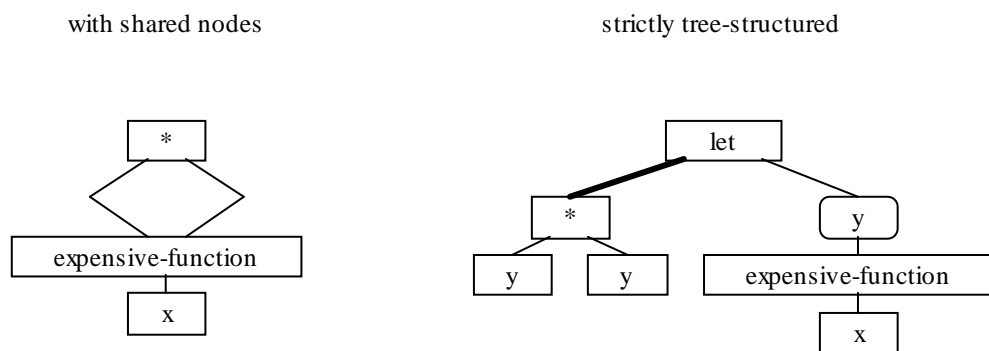 with shared nodes
strictly tree-structured
*
let
*
y
expensive-function
y
y
expensive-function
x
x